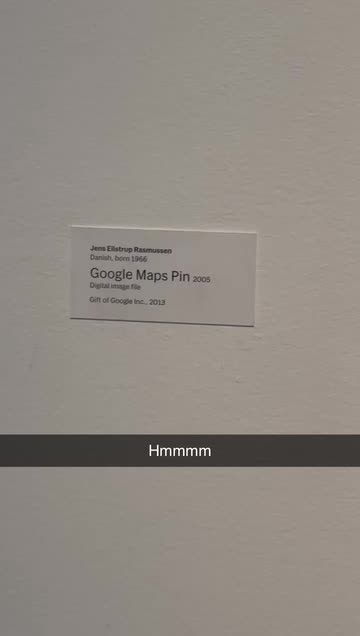 Jens Eilstrup Rasmussen
Danish, born 1966
Google Maps Pin 2005
Digital image file
Gift of Google Inc., 2013
Hmmmm